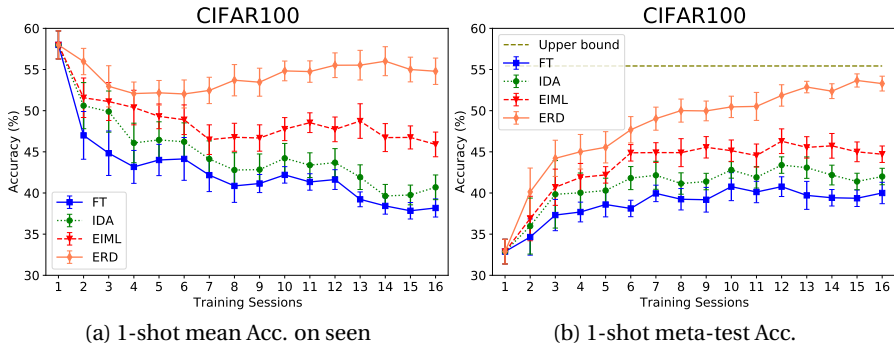 CIFAR100
Accuracy (%)
60
55
50
45
40
35
30
FT
IDA
EIML
ERD
1 2 3 4 5 6 7 8 9 10 11 12 13 14 15 16
Training Sessions
(a) 1-shot mean Acc. on seen
CIFAR100
Accuracy (%)
60
55
50
45
40
35
30
Upper bound
FT
IDA
EIML
ERD
1 2 3 4 5 6 7 8 9 10 11 12 13 14 15 16
Training Sessions
(b) 1-shot meta-test Acc.